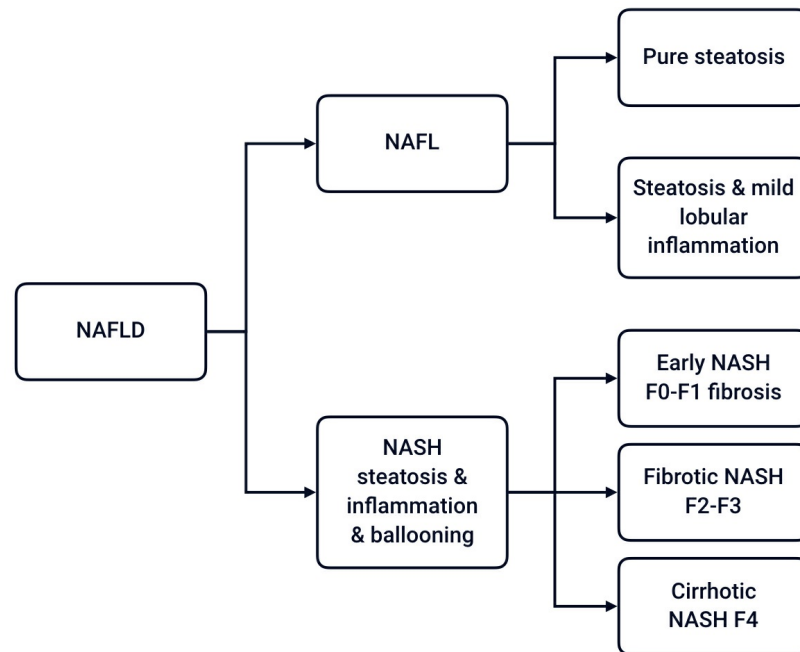 NAFLD
NAFL
Pure steatosis
Steatosis & mild
lobular
inflammation
NASH
steatosis &
inflammation
& ballooning
Early NASH
F0-F1 fibrosis
Fibrotic NASH
F2-F3
Cirrhotic
NASH F4